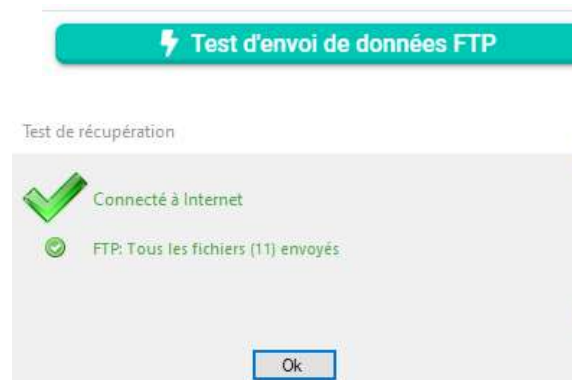 Test d'envoi de données FTP
Test de récupération
Connecté à Internet
FTP: Tous les fichiers (11) envoyés
Ok